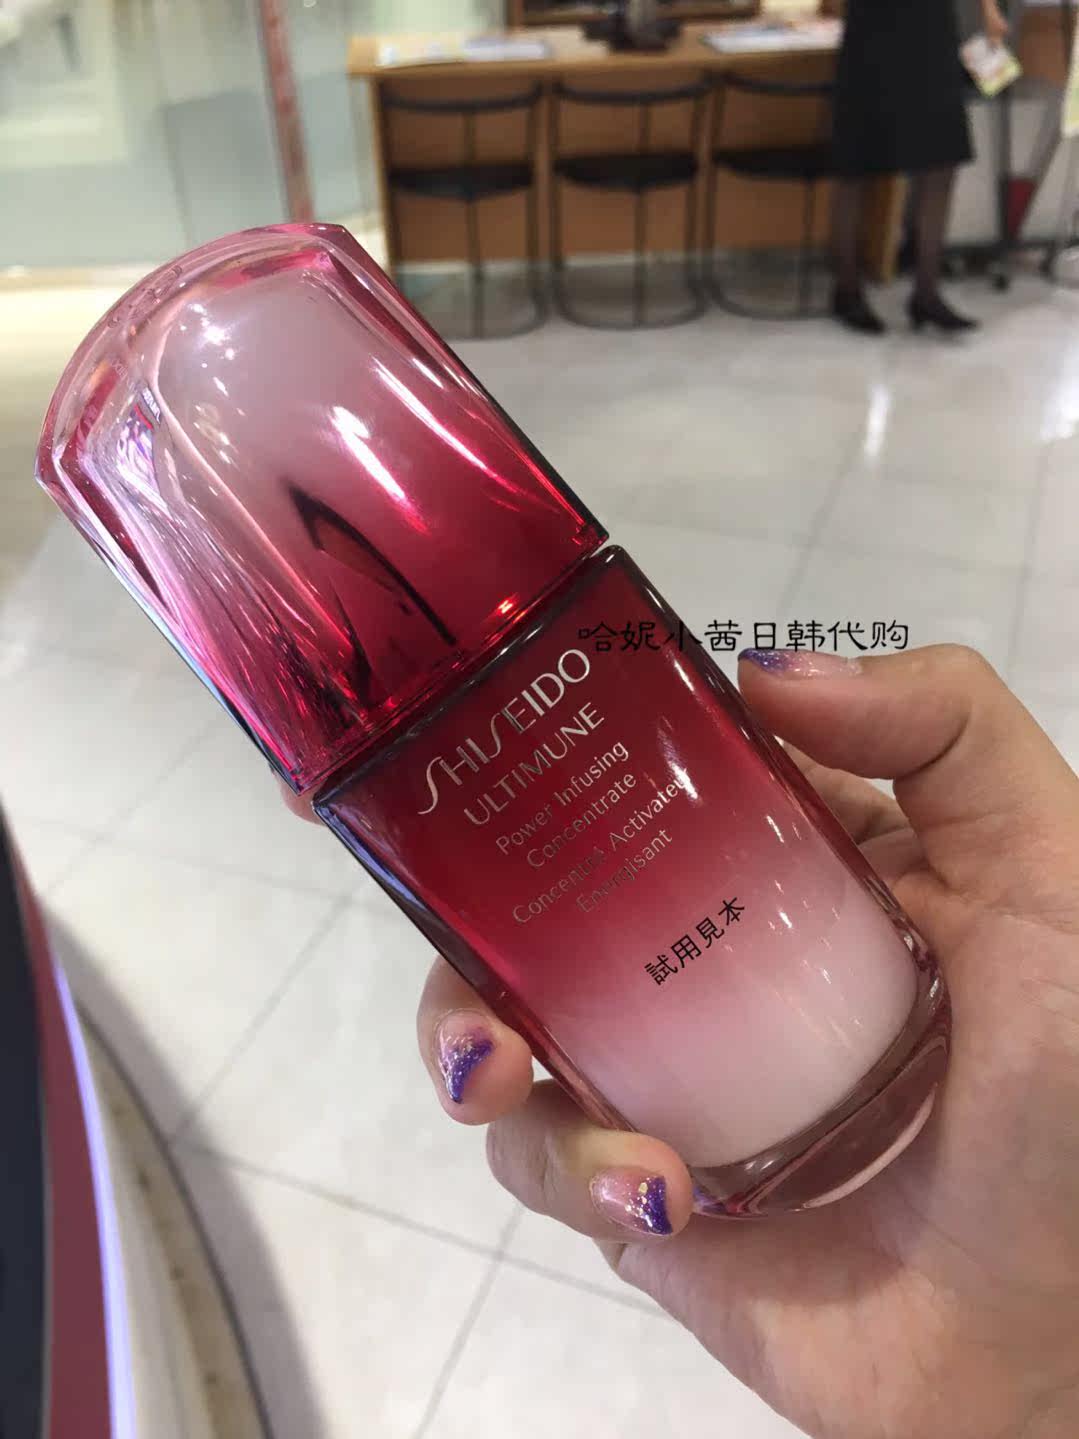 哈妮小茜日韩代购
SHISEIDO
ULTIMUNE
Power Infusing
Concentrate
Concentré Activateur
Energisant
試用見本